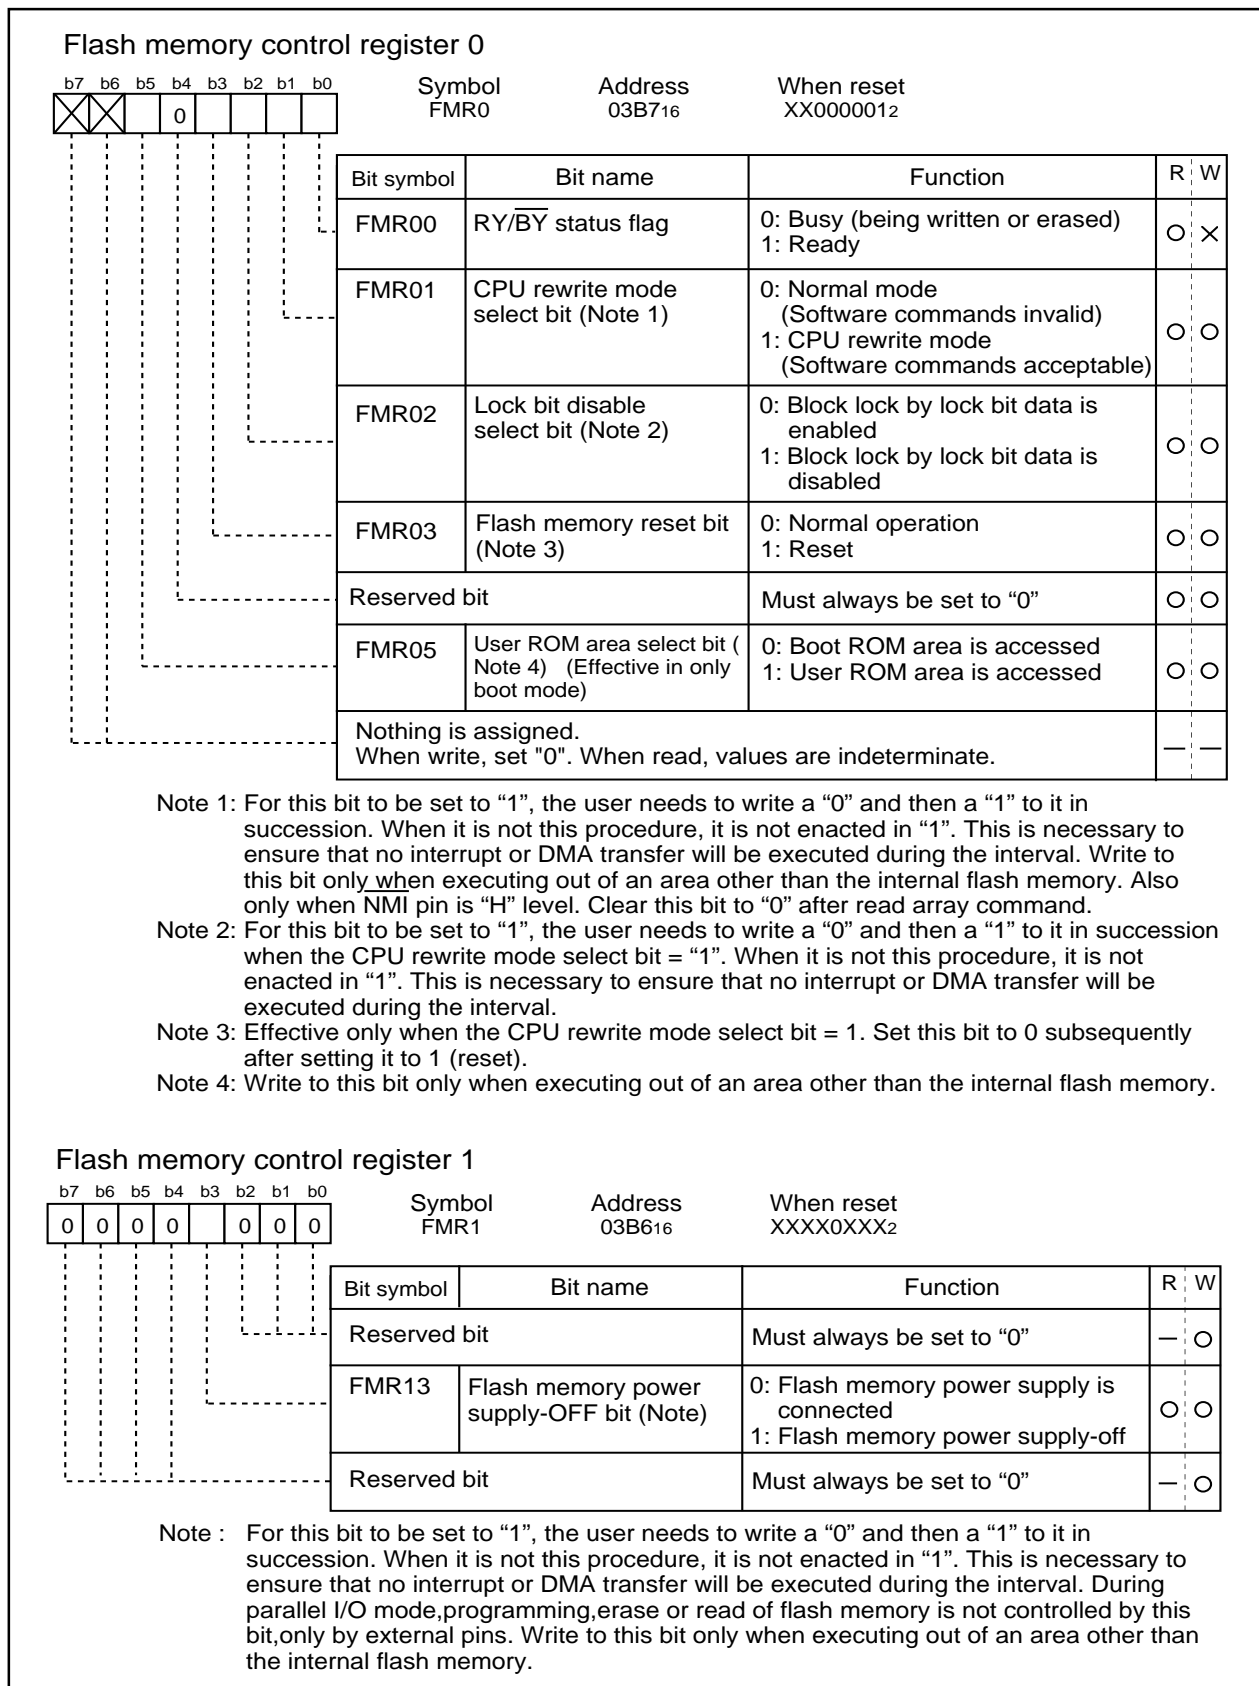 Flash memory control register 0
b7 b6 b5 b4 b3 b2 b1 b0
Symbol Address When reset
FMR0 03B716 XX0000012
0
Bit symbol Bit name Function R W
FMR00 RY/BY status flag 0: Busy (being written or erased)
1: Ready
FMR01 CPU rewrite mode 0: Normal mode
select bit (Note 1) (Software commands invalid)
1: CPU rewrite mode
(Software commands acceptable)
FMR02 Lock bit disable 0: Block lock by lock bit data is
select bit (Note 2) enabled
1: Block lock by lock bit data is
disabled
FMR03 Flash memory reset bit 0: Normal operation
(Note 3) 1: Reset
Reserved bit Must always be set to “0”
FMR05 User ROM area select bit ( 0: Boot ROM area is accessed
Note 4) (Effective in only 1: User ROM area is accessed
boot mode)
Nothing is assigned.
When write, set "0". When read, values are indeterminate.
Note 1: For this bit to be set to “1”, the user needs to write a “0” and then a “1” to it in
succession. When it is not this procedure, it is not enacted in “1”. This is necessary to
ensure that no interrupt or DMA transfer will be executed during the interval. Write to
this bit only when executing out of an area other than the internal flash memory. Also
only when NMI pin is “H” level. Clear this bit to “0” after read array command.
Note 2: For this bit to be set to “1”, the user needs to write a “0” and then a “1” to it in succession
when the CPU rewrite mode select bit = “1”. When it is not this procedure, it is not
enacted in “1”. This is necessary to ensure that no interrupt or DMA transfer will be
executed during the interval.
Note 3: Effective only when the CPU rewrite mode select bit = 1. Set this bit to 0 subsequently
after setting it to 1 (reset).
Note 4: Write to this bit only when executing out of an area other than the internal flash memory.
Flash memory control register 1
b7 b6 b5 b4 b3 b2 b1 b0
Symbol Address When reset
FMR1 03B616 XXXX0XXX2
0 0 0 0 0 0 0
Bit symbol Bit name Function R W
Reserved bit Must always be set to “0”
FMR13 Flash memory power 0: Flash memory power supply is
supply-OFF bit (Note) connected
1: Flash memory power supply-off
Reserved bit Must always be set to “0”
Note : For this bit to be set to “1”, the user needs to write a “0” and then a “1” to it in
succession. When it is not this procedure, it is not enacted in “1”. This is necessary to
ensure that no interrupt or DMA transfer will be executed during the interval. During
parallel I/O mode,programming,erase or read of flash memory is not controlled by this
bit,only by external pins. Write to this bit only when executing out of an area other than
the internal flash memory.